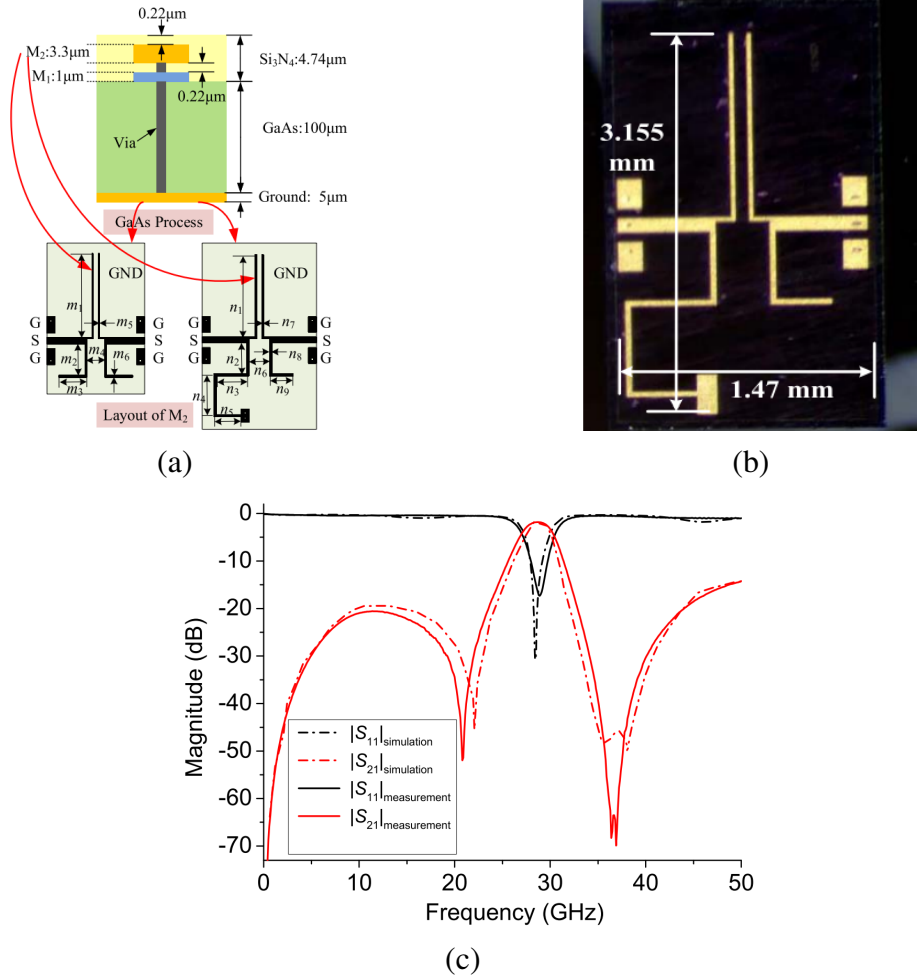 0.22μm
M₂:3.3μm
Si₃N₄:4.74μm
M₁:1μm
0.22μm
Via
GaAs:100μm
Ground: 5μm
GaAs Process
GND
m₁
G
m₅
G
S
S
m₂
m₄
m₆
G
G
m₃
GND
n₁
G
n₇
G
S
S
n₂
n₈
G
G
n₆
n₃
n₉
n₄
n₅
Layout of M₂
(a)
3.155
mm
1.47 mm
(b)
0
-10
-20
-30
-40
-50
-60
-70
Magnitude (dB)
|S₁₁|simulation
|S₂₁|simulation
|S₁₁|measurement
|S₂₁|measurement
0 10 20 30 40 50
Frequency (GHz)
(c)